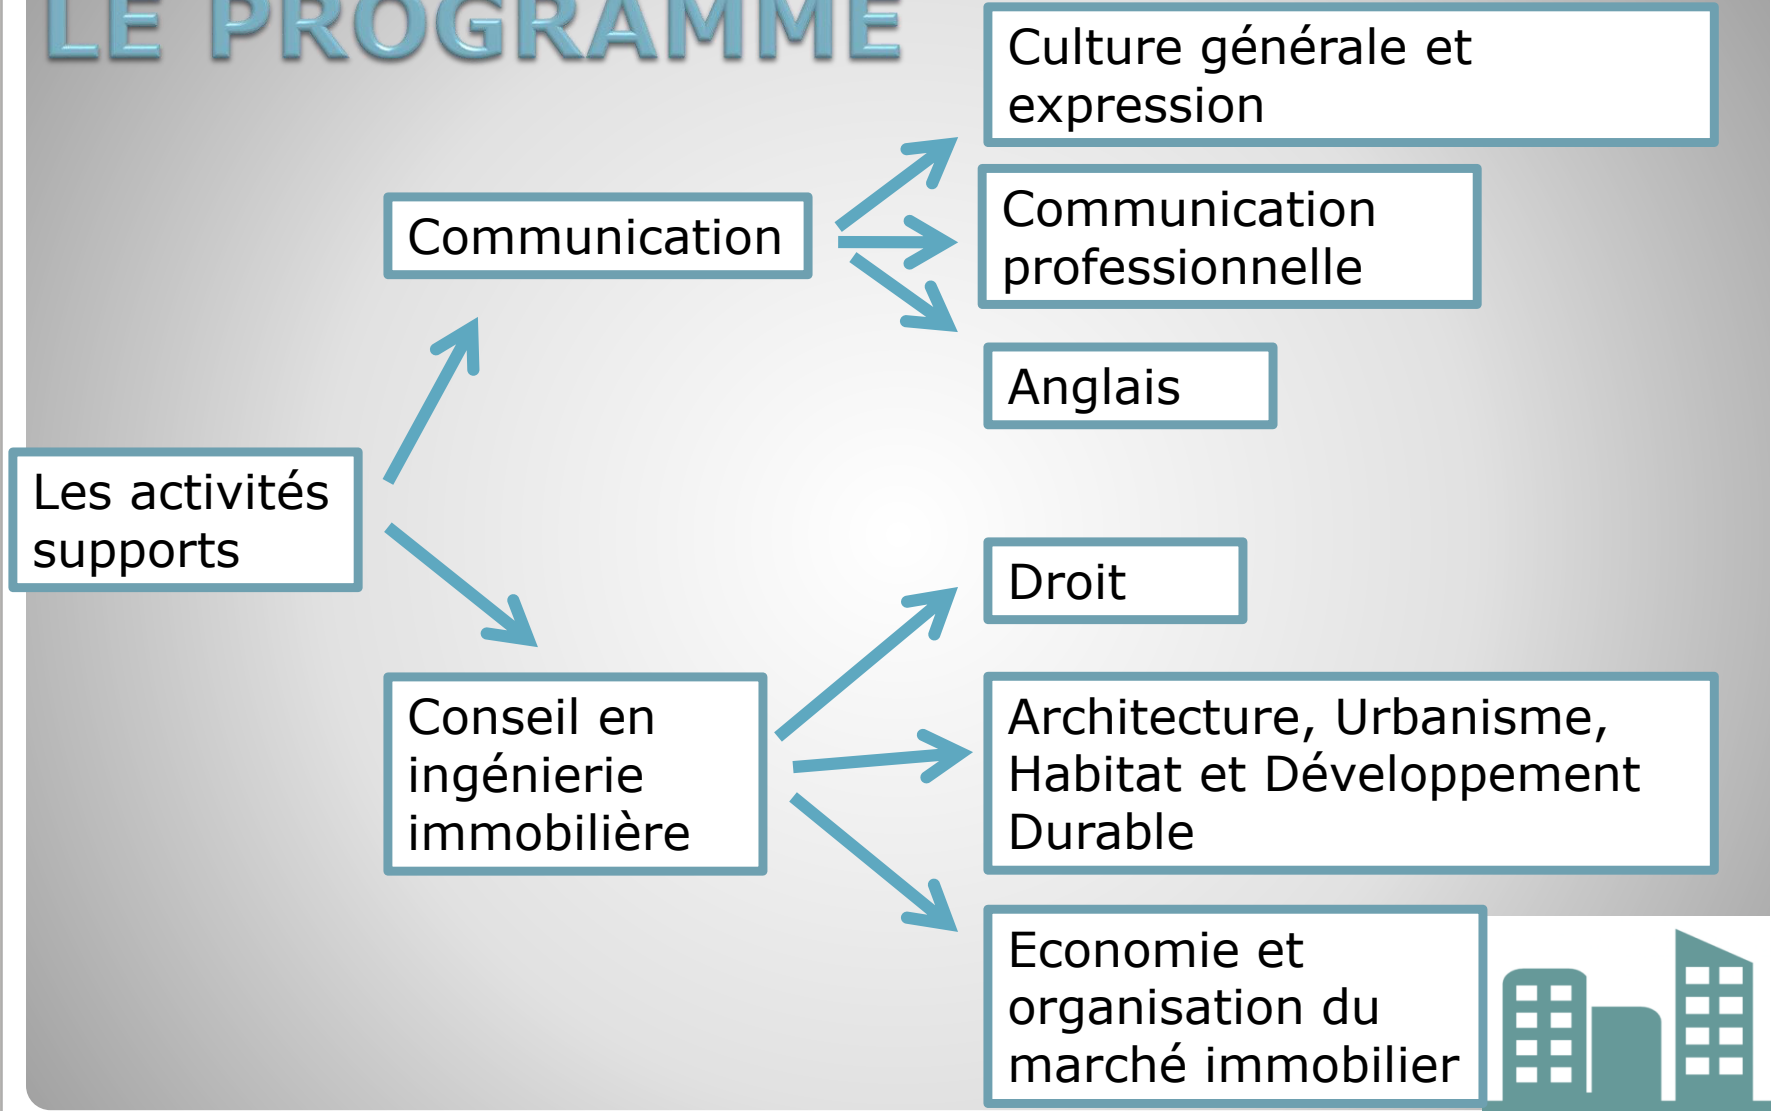 LE PROGRAMME
Culture générale et
expression
Communication
Communication
professionnelle
Anglais
Les activités
supports
Droit
Conseil en
ingénierie
immobilière
Architecture, Urbanisme,
Habitat et Développement
Durable
Economie et
organisation du
marché immobilier